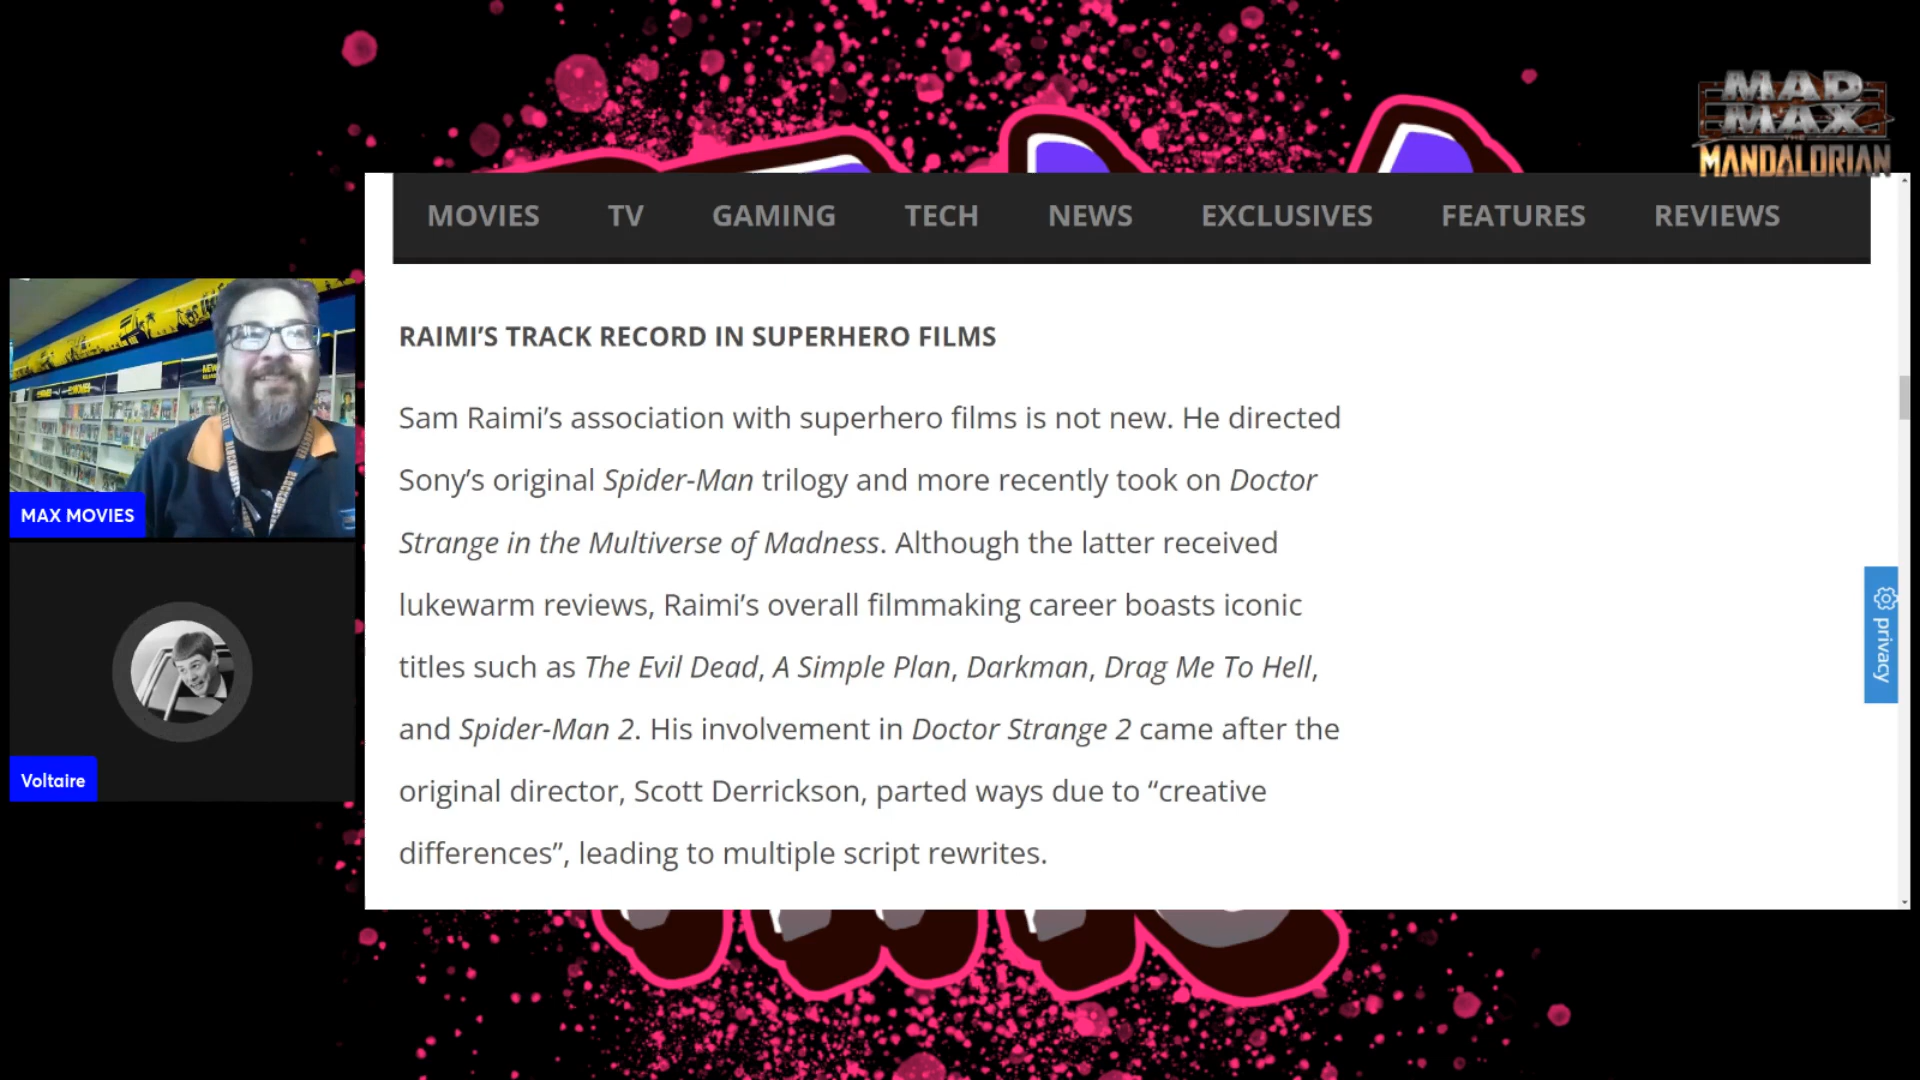 MAD
MAX
THE
MANDALORIAN
MOVIES TV GAMING TECH NEWS EXCLUSIVES FEATURES REVIEWS
RAIMI’S TRACK RECORD IN SUPERHERO FILMS
Sam Raimi’s association with superhero films is not new. He directed
Sony’s original Spider-Man trilogy and more recently took on Doctor
Strange in the Multiverse of Madness. Although the latter received
lukewarm reviews, Raimi’s overall filmmaking career boasts iconic
titles such as The Evil Dead, A Simple Plan, Darkman, Drag Me To Hell,
and Spider-Man 2. His involvement in Doctor Strange 2 came after the
original director, Scott Derrickson, parted ways due to “creative
differences”, leading to multiple script rewrites.
privacy
MAX MOVIES
Voltaire